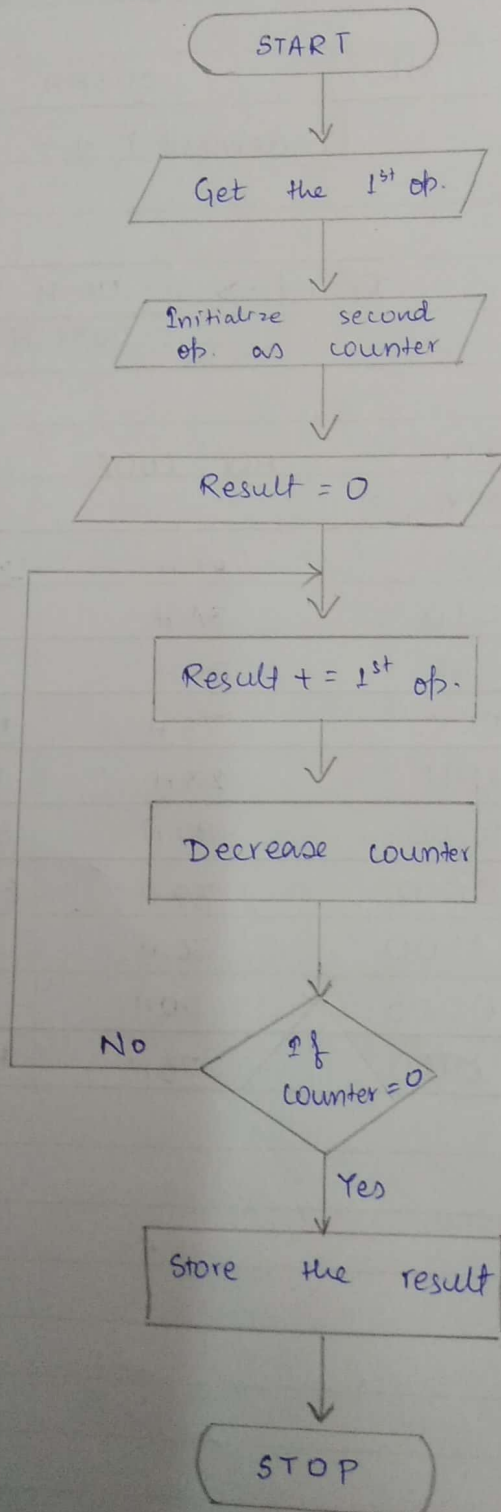 START
Get the 1st op.
Initialize second
op. as counter
Result = 0
Result + = 1st op.
Decrease counter
No
If
counter = 0
Yes
Store the result
STOP